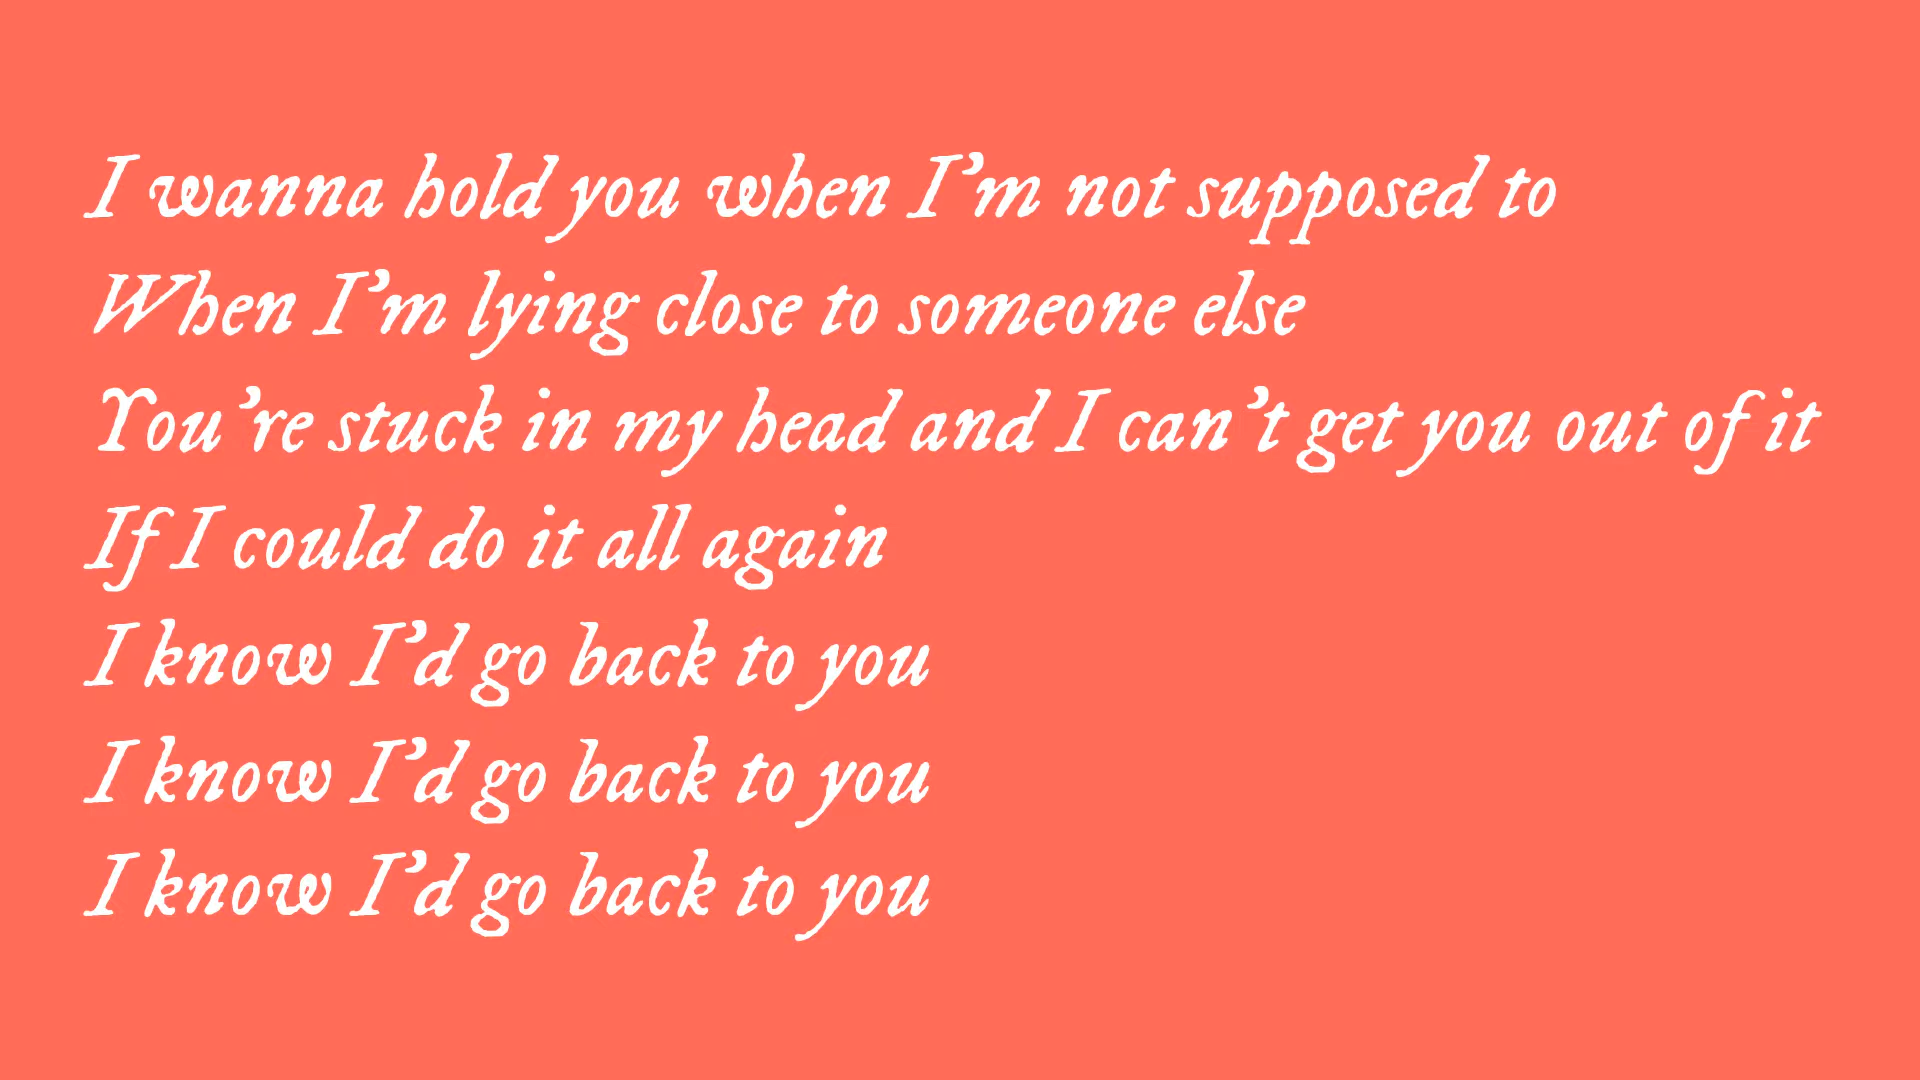 I wanna hold you when I'm not supposed to
When I'm lying close to someone else
You're stuck in my head and I can't get you out of it
If I could do it all again
I know I'd go back to you
I know I'd go back to you
I know I'd go back to you